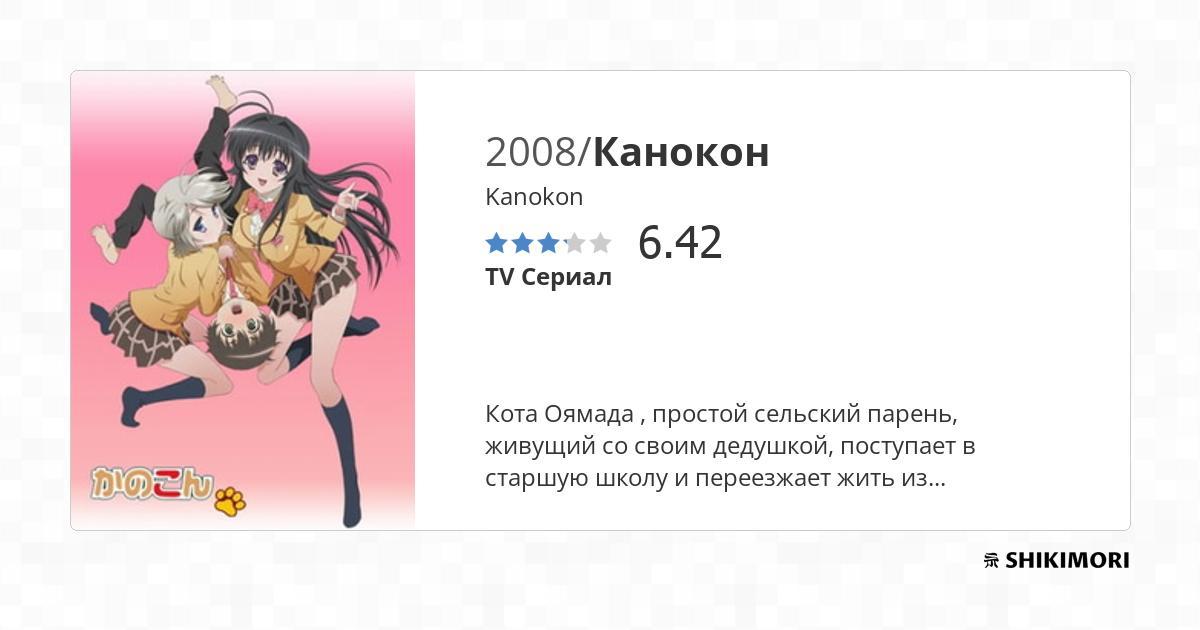 2008/Канокон
Kanokon
6.42
TV Сериал
Кота Оямада , простой сельский парень,
живущий со своим дедушкой, поступает в
старшую школу и переезжает жить из...
かのこん
SHIKIMORI